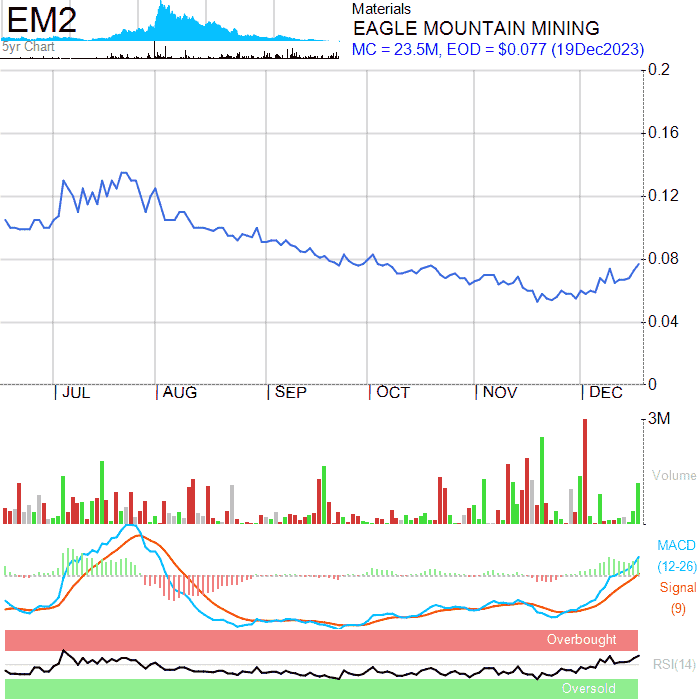 EM2
5yr Chart
Materials
EAGLE MOUNTAIN MINING
MC = 23.5M, EOD = $0.077 (19Dec2023)
0.2
0.16
0.12
0.08
0.04
0
JUL AUG SEP OCT NOV DEC
3M
Volume
MACD
(12-26)
Signal
(9)
Overbought
RSI(14)
Oversold